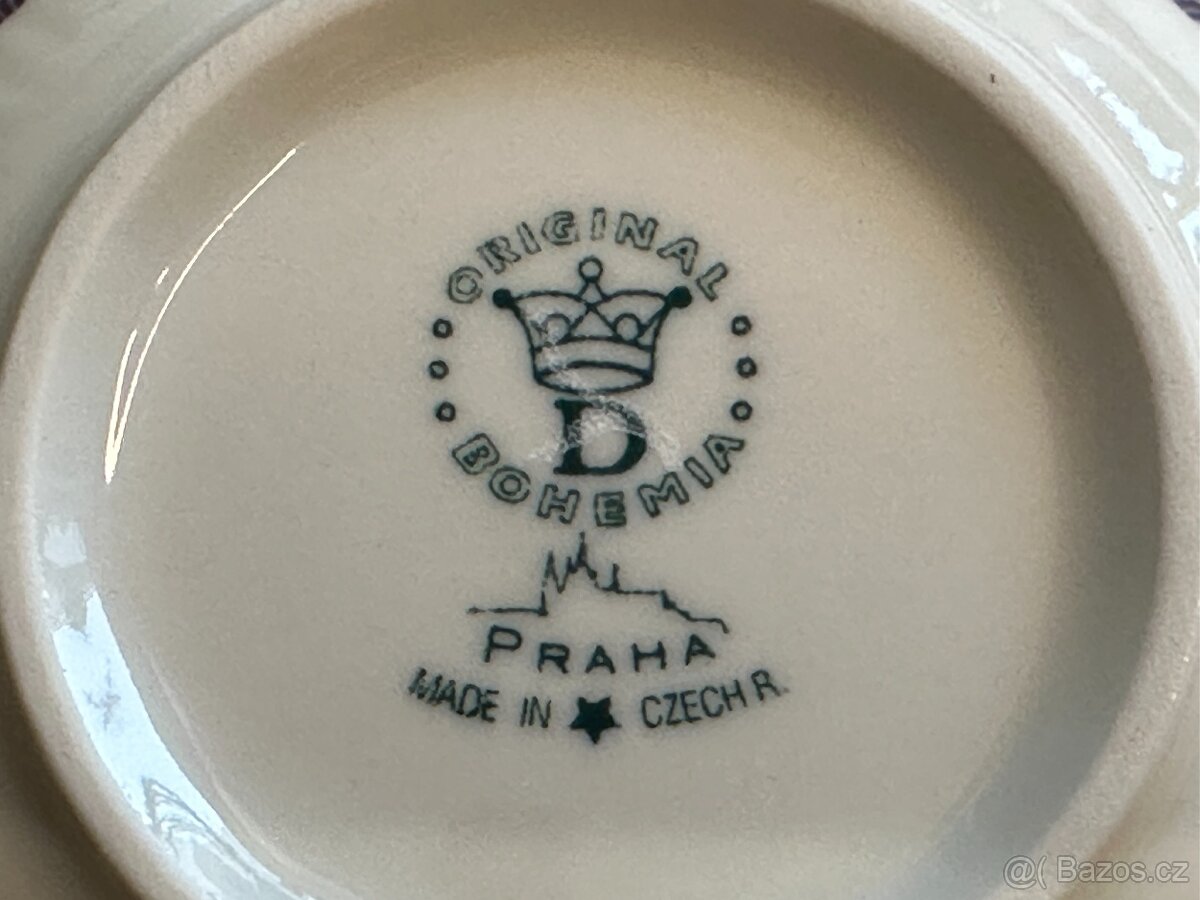 ORIGINAL
D
BOHEMIA
PRAHA
MADE IN ★ CZECH R.
@( Bazos.cz